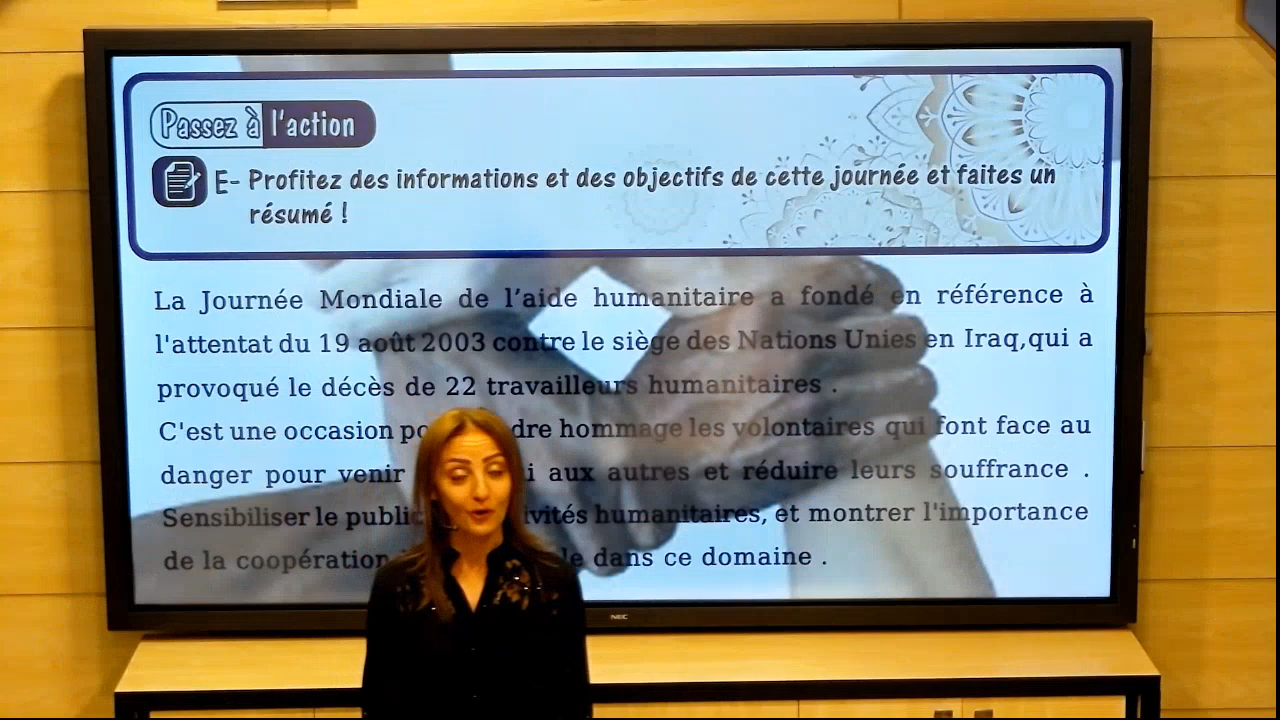 Passez à l'action
E- Profitez des informations et des objectifs de cette journée et faites un
résumé !
La Journée Mondiale de l'aide humanitaire a fondé en référence à
l'attentat du 19 août 2003 contre le siège des Nations Unies en Iraq,qui a
provoqué le décès de 22 travailleurs humanitaires .
C'est une occasion hommage les volontaires qui font face au
danger pour venir aux autres et réduire leurs souffrance .
Sensibiliser le public humanitaires, et montrer l'importance
de la coopération dans ce domaine .
NEC